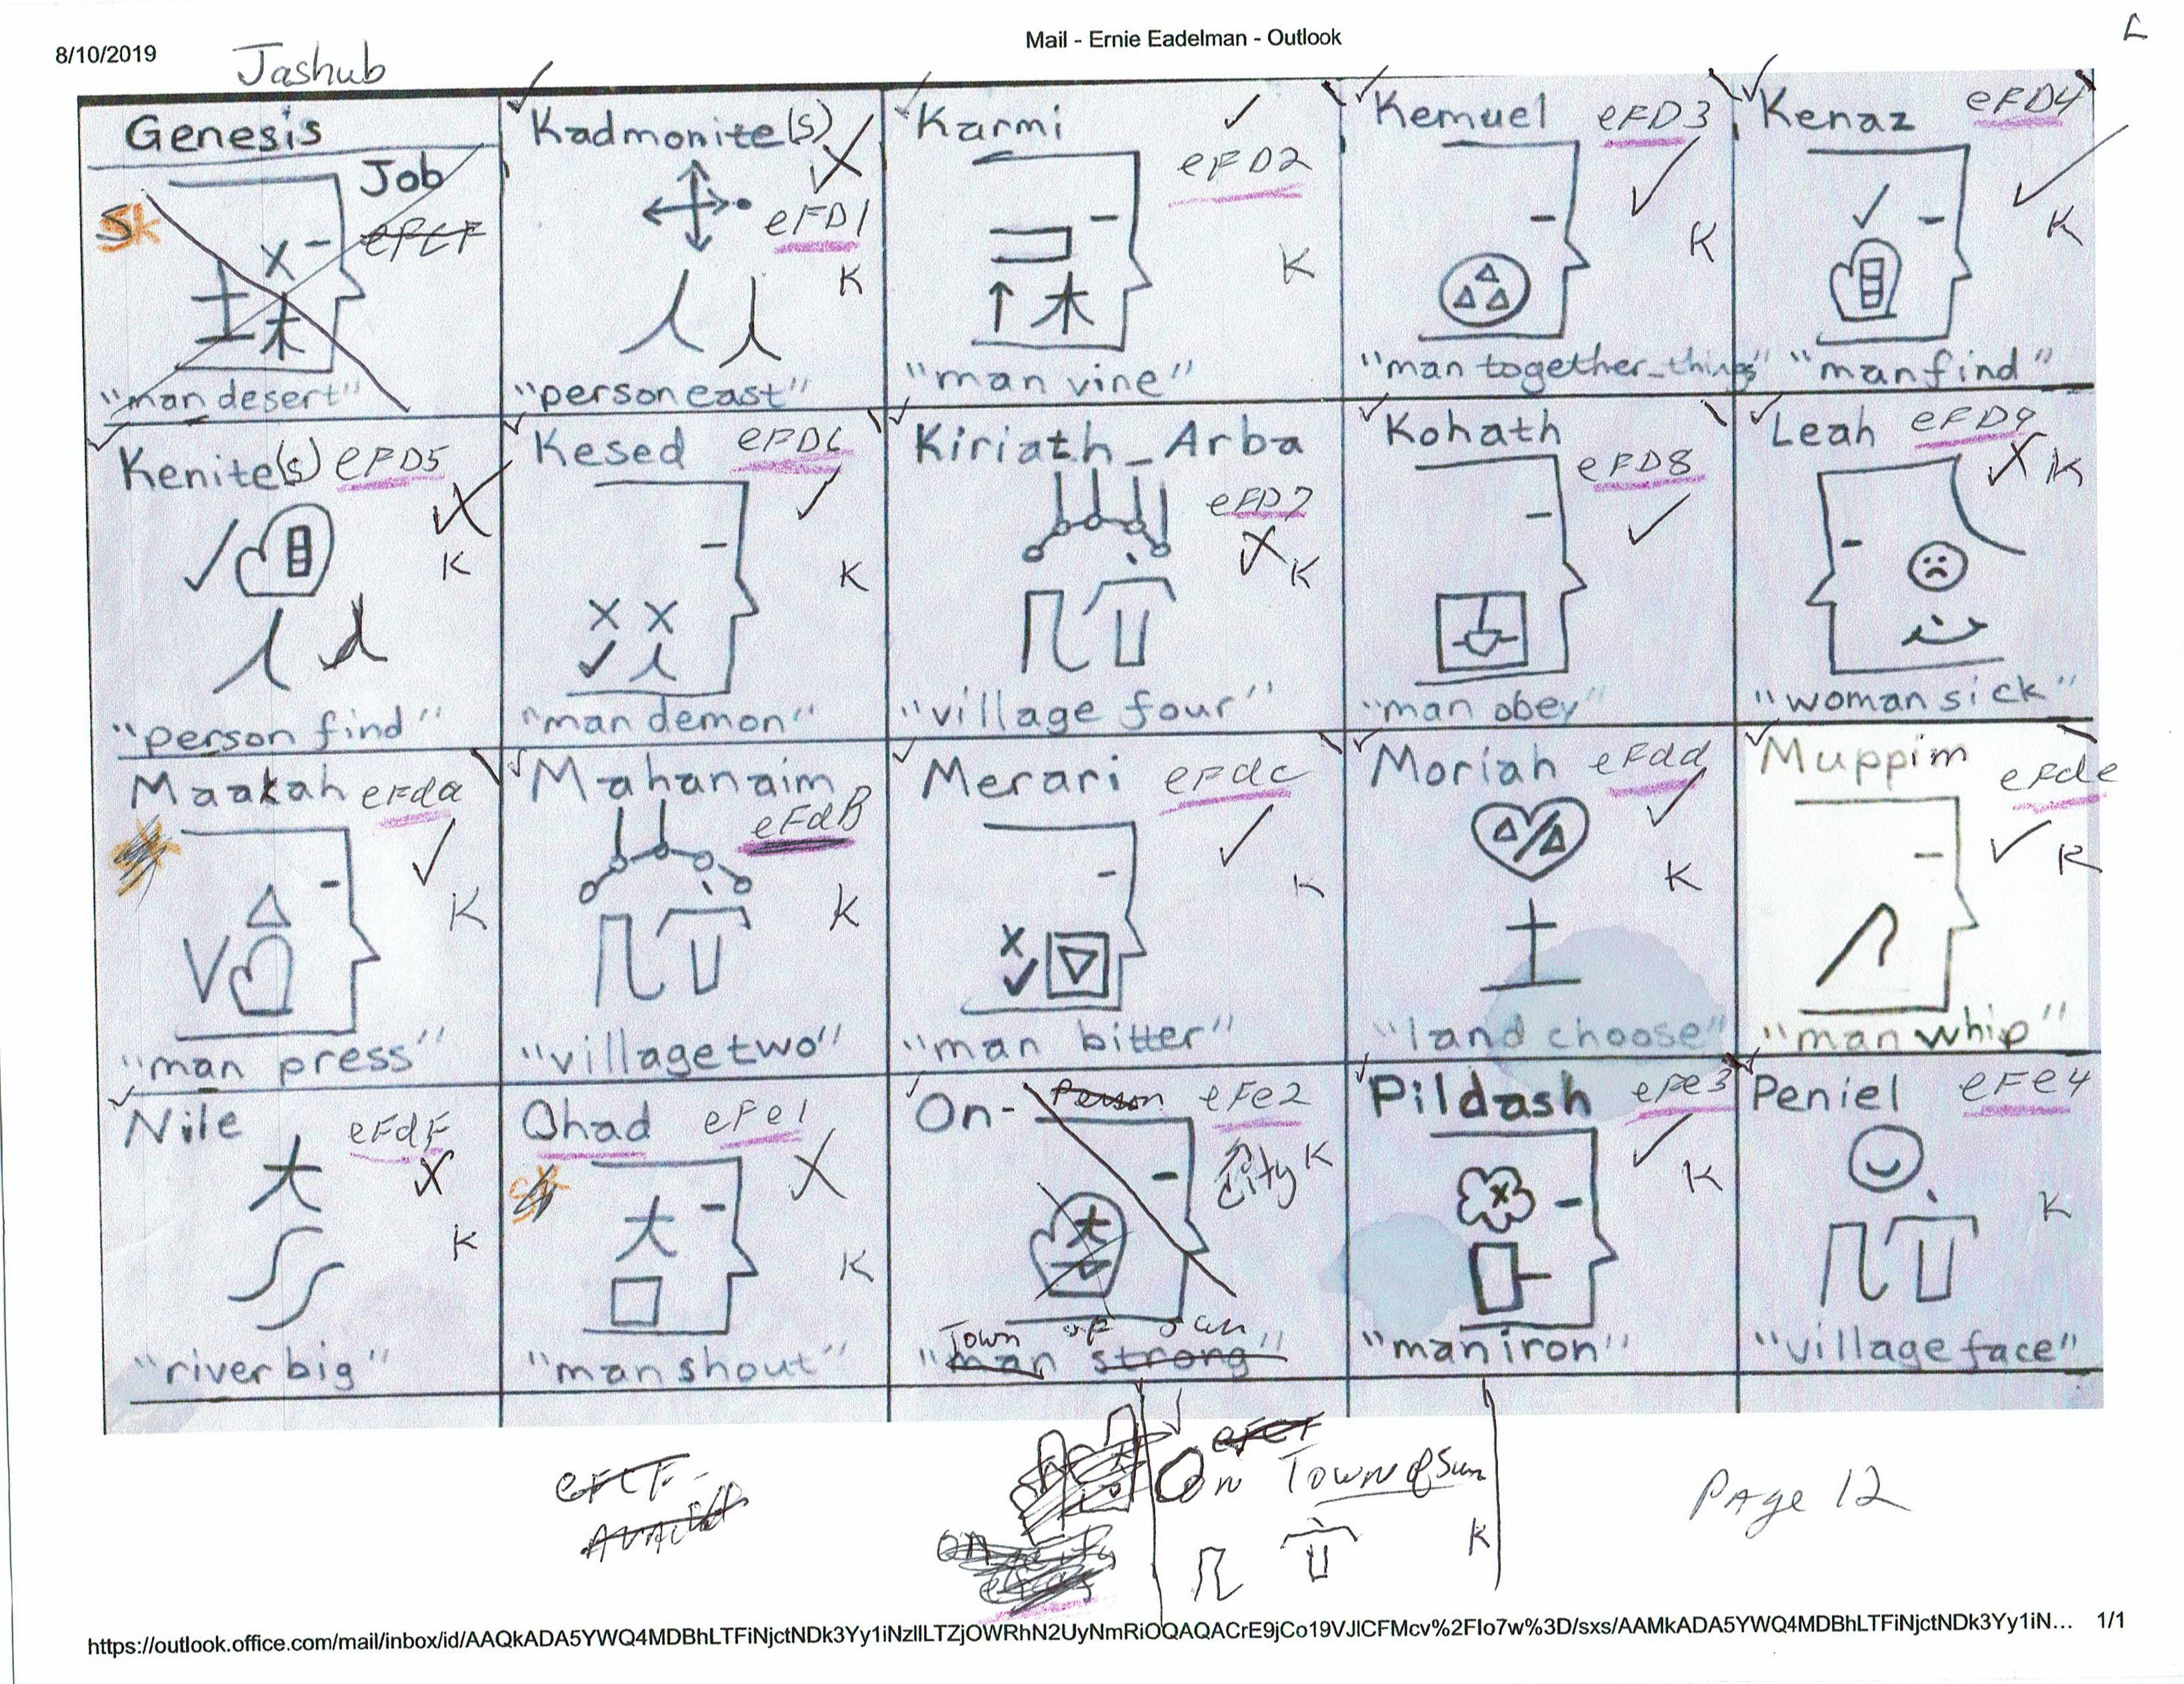 8/10/2019
Mail - Ernie Eadelman - Outlook
L
Jashub
Genesis
Job
eFCF
SK
"man desert"
Kadmonite(s)
eFD1
K
"person east"
Karmi
eFD2
K
"man vine"
Kemuel eFD3
K
"man together_things"
Kenaz eFD4
K
"man find"
Kenite(s) eFD5
K
"person find"
Kesed eFD6
K
"man demon"
Kiriath_Arba
eFD7
K
"village four"
Kohath
eFD8
"man obey"
Leah eFD9
K
"woman sick"
Maakah eFda
K
"man press"
Mahanaim
eFdB
K
"village two"
Merari eFdc
K
"man bitter"
Moriah eFdd
K
"land choose"
Muppim
eFde
K
"man whip"
Nile eFdF
K
"river big"
Ohad eFe1
K
"man shout"
On- Person eFe2
City K
Town of Sun
"man strong"
Pildash eFe3
K
"man iron"
Peniel eFe4
K
"village face"
eFCF-
eFCF
On Town of Sun
K
Page 12
https://outlook.office.com/mail/inbox/id/AAQkADA5YWQ4MDBhLTFiNjctNDk3Yy1iNzllLTZjOWRhN2UyNmRiOQAQACrE9jCo19VJlCFMcv%2Flo7w%3D/sxs/AAMkADA5YWQ4MDBhLTFiNjctNDk3Yy1iN... 1/1